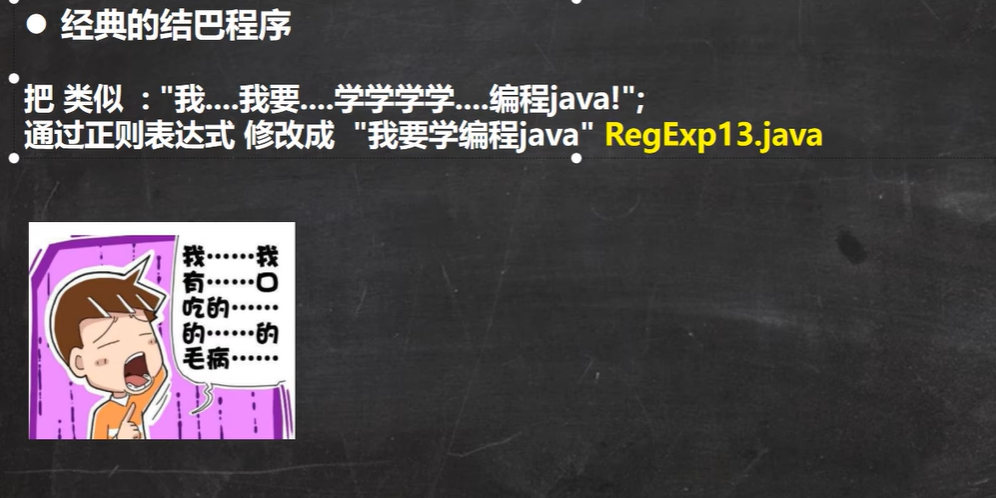 ● 经典的结巴程序
把 类似 : "我....我要....学学学学....编程java!";
通过正则表达式 修改成 "我要学编程java" RegExp13.java
我……我
有……口
吃的……
的……的
毛病……